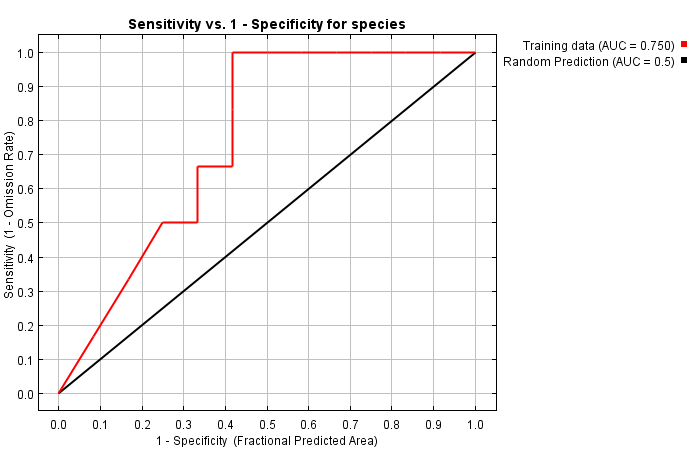 Sensitivity vs. 1 - Specificity for species
Training data (AUC = 0.750)
Random Prediction (AUC = 0.5)
Sensitivity (1 - Omission Rate)
1.0
0.9
0.8
0.7
0.6
0.5
0.4
0.3
0.2
0.1
0.0
0.0 0.1 0.2 0.3 0.4 0.5 0.6 0.7 0.8 0.9 1.0
1 - Specificity (Fractional Predicted Area)